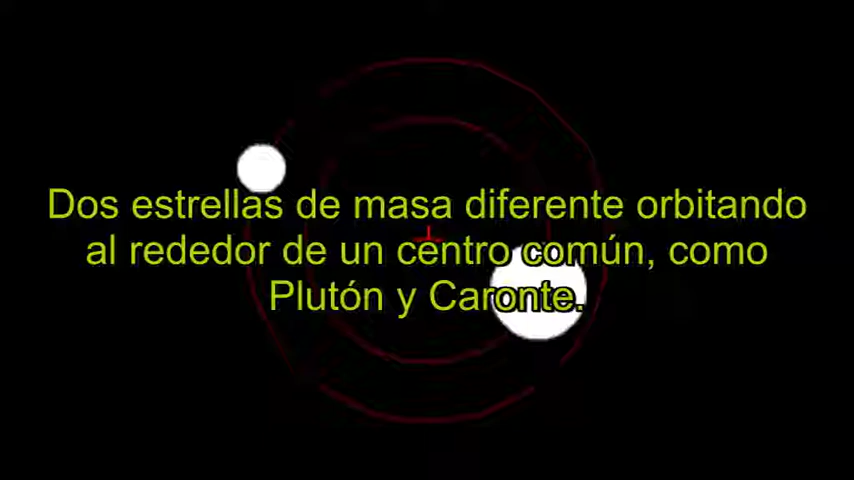 Dos estrellas de masa diferente orbitando
al rededor de un centro común, como
Plutón y Caronte.